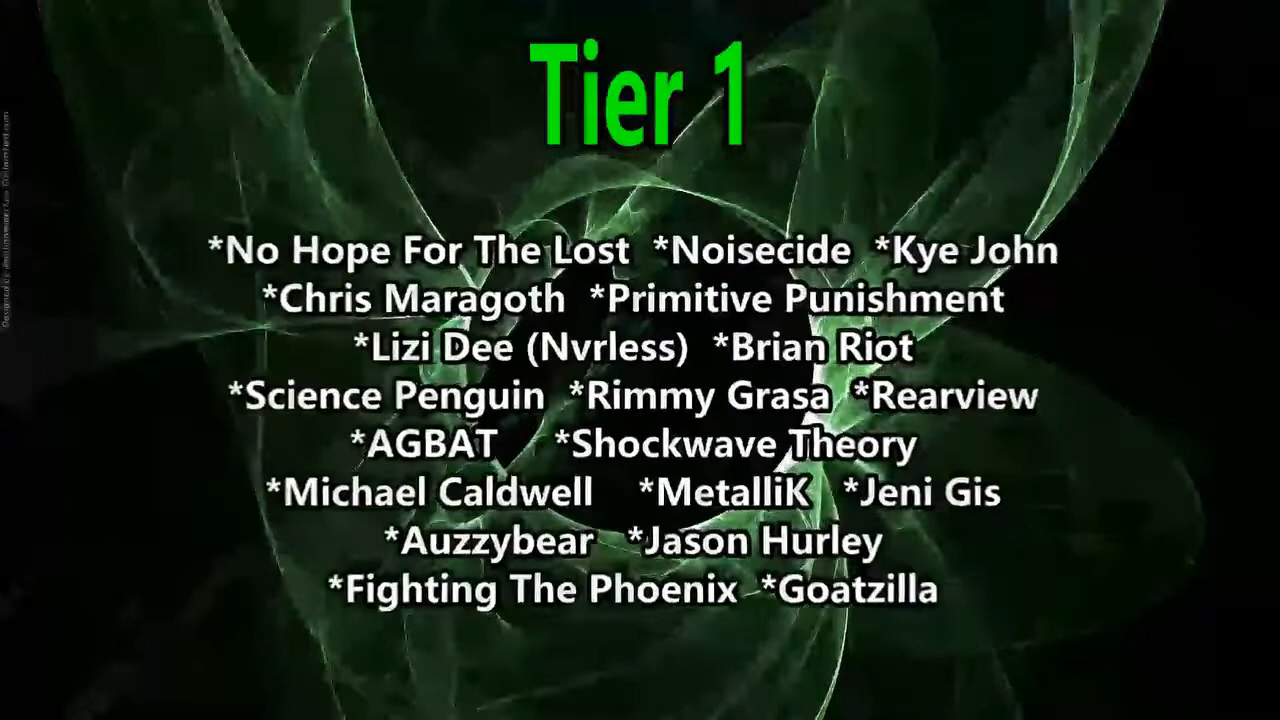 Tier 1
*No Hope For The Lost *Noisecide *Kye John
*Chris Maragoth *Primitive Punishment
*Lizi Dee (Nvrless) *Brian Riot
*Science Penguin *Rimmy Grasa *Rearview
*AGBAT *Shockwave Theory
*Michael Caldwell *MetalliK *Jeni Gis
*Auzzybear *Jason Hurley
*Fighting The Phoenix *Goatzilla